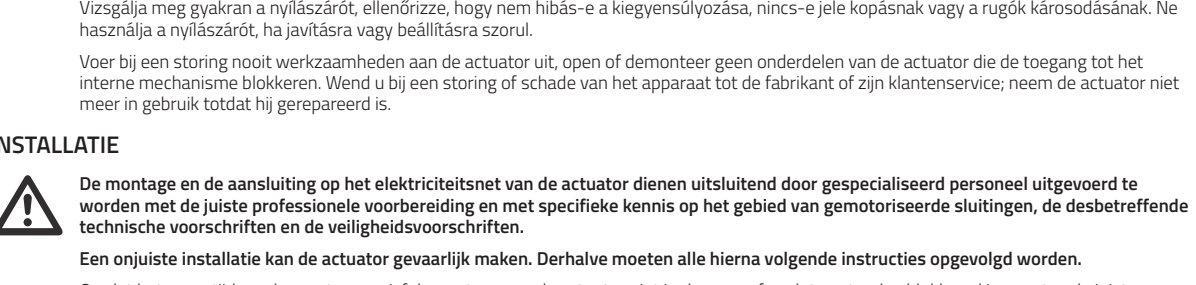 Vizsgálja meg gyakran a nyílászárót, ellenőrizze, hogy nem hibás-e a kiegyensúlyozása, nincs-e jele kopásnak vagy a rugók károsodásának. Ne
használja a nyílászárót, ha javításra vagy beállításra szorul.
Voer bij een storing nooit werkzaamheden aan de actuator uit, open of demonteer geen onderdelen van de actuator die de toegang tot het
interne mechanisme blokkeren. Wend u bij een storing of schade van het apparaat tot de fabrikant of zijn klantenservice; neem de actuator niet
meer in gebruik totdat hij gerepareerd is.
NSTALLATIE
De montage en de aansluiting op het elektriciteitsnet van de actuator dienen uitsluitend door gespecialiseerd personeel uitgevoerd te
worden met de juiste professionele voorbereiding en met specifieke kennis op het gebied van gemotoriseerde sluitingen, de desbetreffende
technische voorschriften en de veiligheidsvoorschriften.
Een onjuiste installatie kan de actuator gevaarlijk maken. Derhalve moeten alle hierna volgende instructies opgevolgd worden.